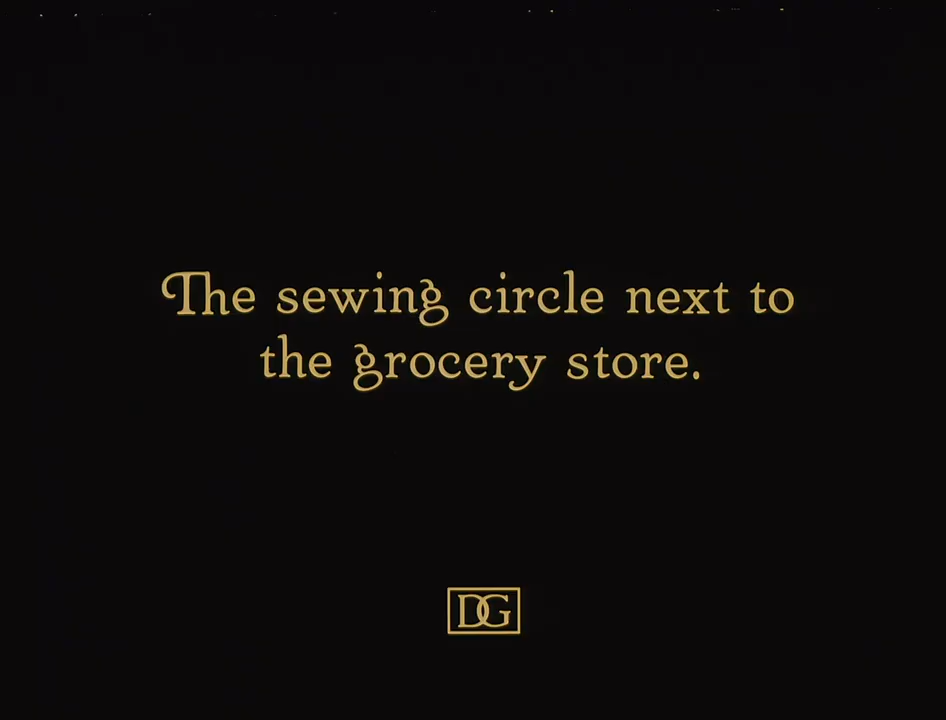 The sewing circle next to
the grocery store.
DG